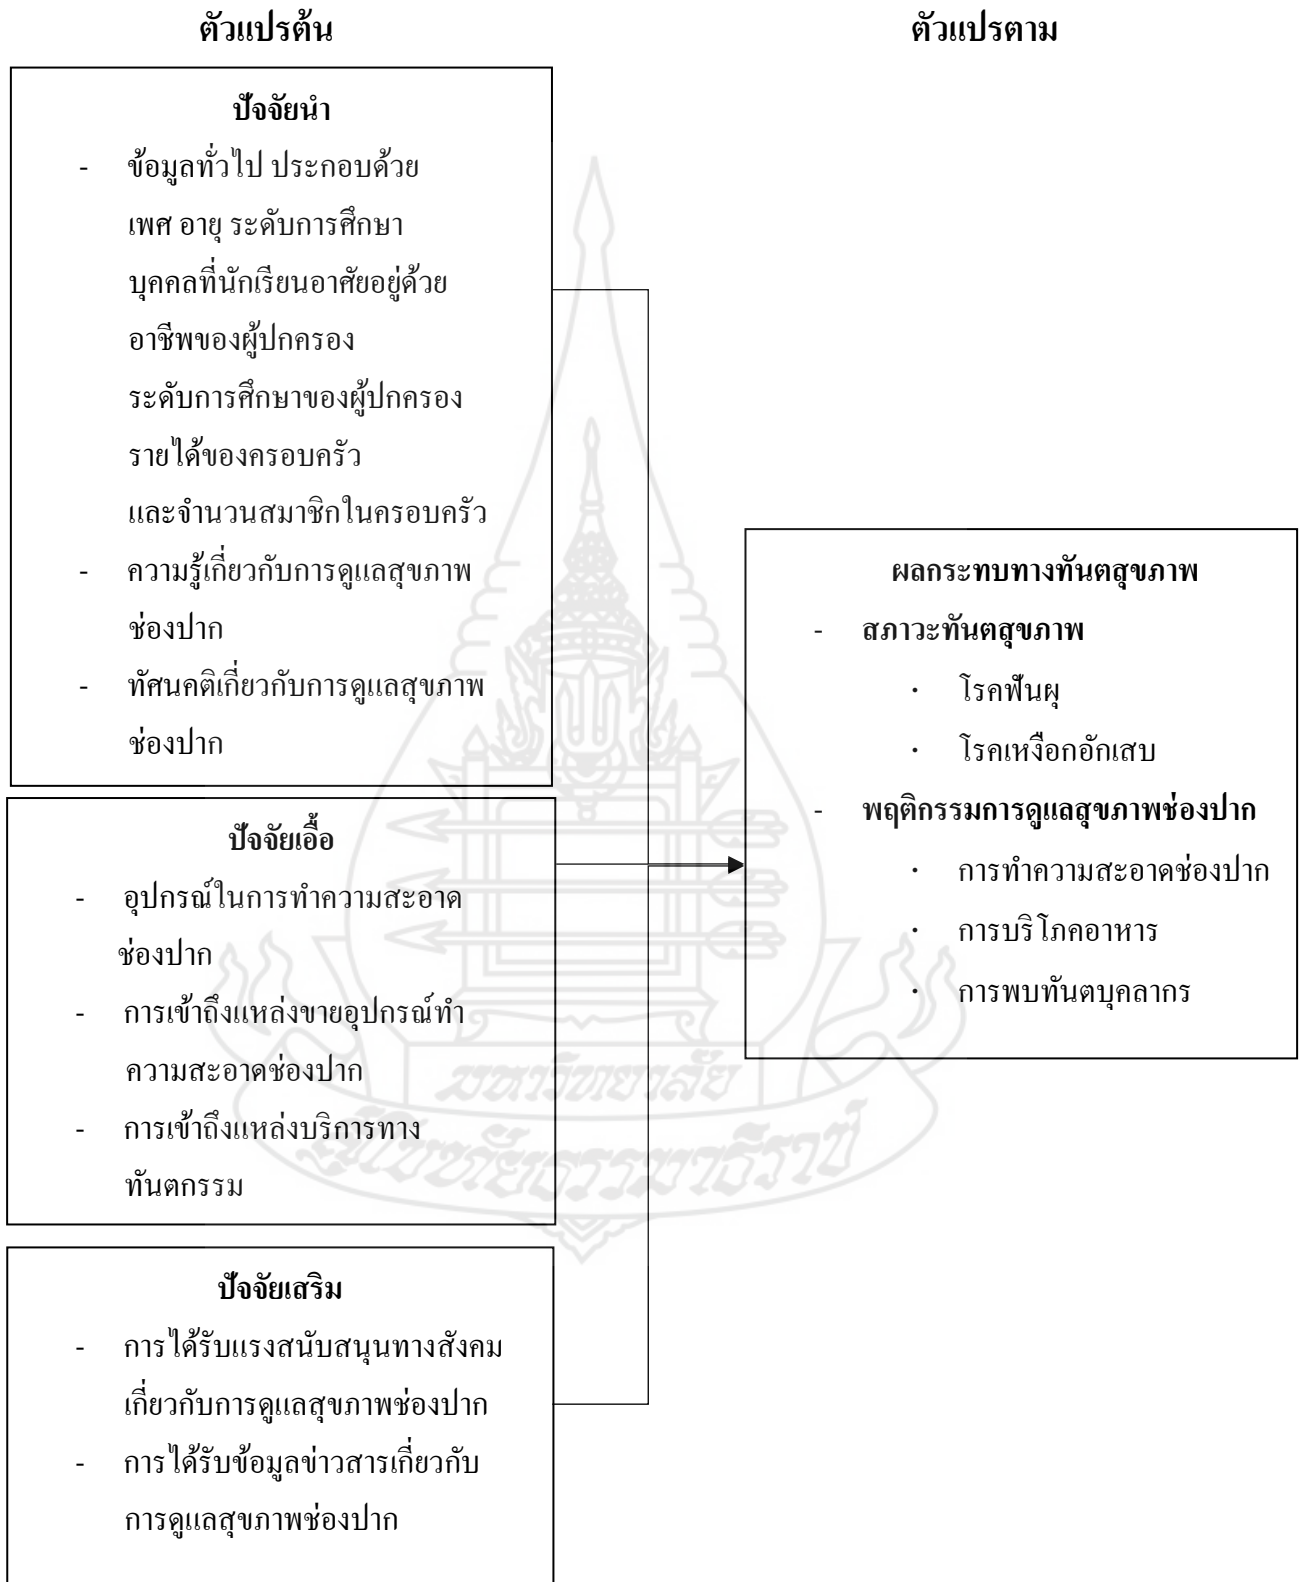 ตัวแปรต้น
ตัวแปรตาม
ปัจจัยนำ
- ข้อมูลทั่วไป ประกอบด้วย
เพศ อายุ ระดับการศึกษา
บุคคลที่นักเรียนอาศัยอยู่ด้วย
อาชีพของผู้ปกครอง
ระดับการศึกษาของผู้ปกครอง
รายได้ของครอบครัว
และจำนวนสมาชิกในครอบครัว
- ความรู้เกี่ยวกับการดูแลสุขภาพ
ช่องปาก
- ทัศนคติเกี่ยวกับการดูแลสุขภาพ
ช่องปาก
ปัจจัยเอื้อ
- อุปกรณ์ในการทำความสะอาด
ช่องปาก
- การเข้าถึงแหล่งขายอุปกรณ์ทำ
ความสะอาดช่องปาก
- การเข้าถึงแหล่งบริการทาง
ทันตกรรม
ปัจจัยเสริม
- การได้รับแรงสนับสนุนทางสังคม
เกี่ยวกับการดูแลสุขภาพช่องปาก
- การได้รับข้อมูลข่าวสารเกี่ยวกับ
การดูแลสุขภาพช่องปาก
ผลกระทบทางทันตสุขภาพ
- สภาวะทันตสุขภาพ
· โรคฟันผุ
· โรคเหงือกอักเสบ
- พฤติกรรมการดูแลสุขภาพช่องปาก
· การทำความสะอาดช่องปาก
· การบริโภคอาหาร
· การพบทันตบุคลากร
มหาวิทยาลัย
สุโขทัยธรรมาธิราช